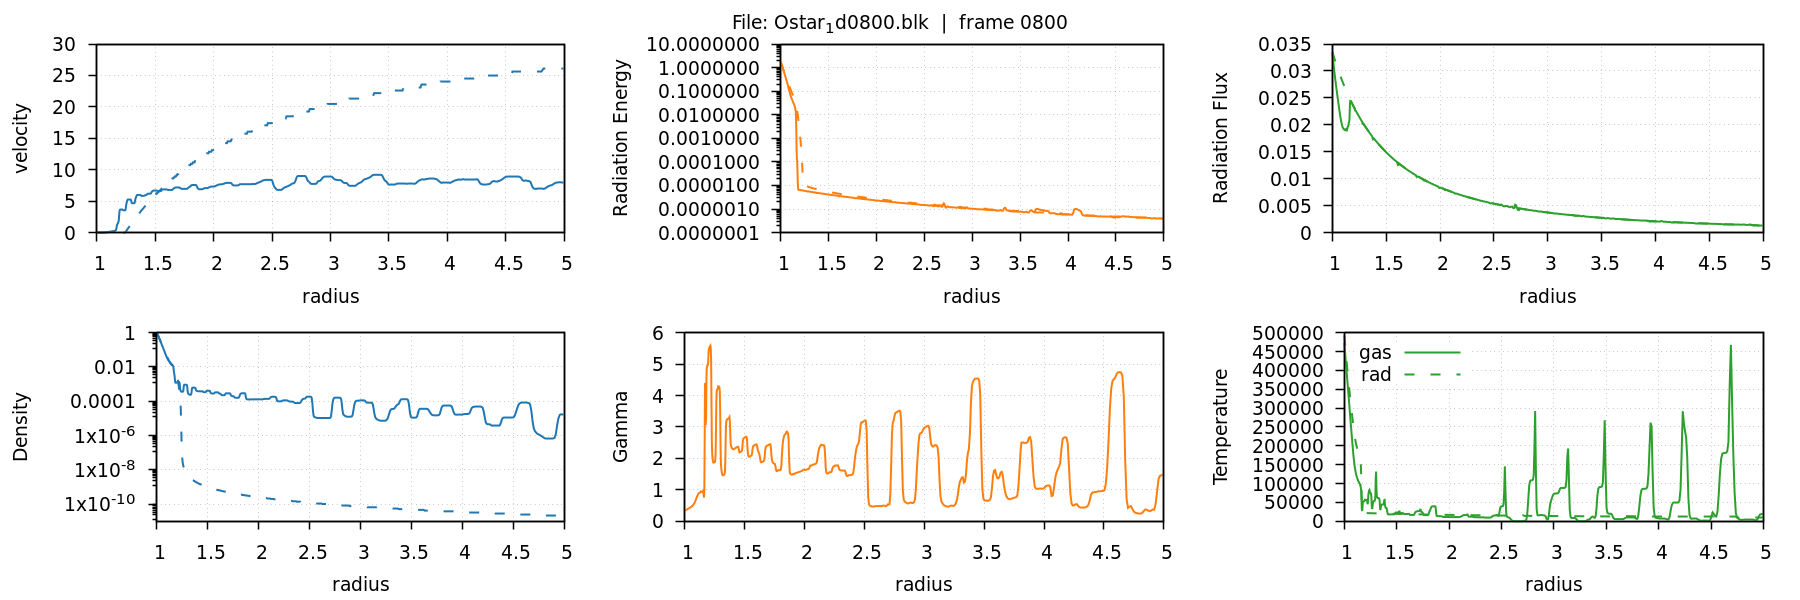 File: Ostar₁d0800.blk | frame 0800
velocity
30
25
20
15
10
5
0
1 1.5 2 2.5 3 3.5 4 4.5 5
radius
Radiation Energy
10.0000000
1.0000000
0.1000000
0.0100000
0.0010000
0.0001000
0.0000100
0.0000010
0.0000001
1 1.5 2 2.5 3 3.5 4 4.5 5
radius
Radiation Flux
0.035
0.03
0.025
0.02
0.015
0.01
0.005
0
1 1.5 2 2.5 3 3.5 4 4.5 5
radius
Density
1
0.01
0.0001
1x10⁻⁶
1x10⁻⁸
1x10⁻¹⁰
1 1.5 2 2.5 3 3.5 4 4.5 5
radius
Gamma
6
5
4
3
2
1
0
1 1.5 2 2.5 3 3.5 4 4.5 5
radius
Temperature
500000
450000
400000
350000
300000
250000
200000
150000
100000
50000
0
gas
rad
1 1.5 2 2.5 3 3.5 4 4.5 5
radius